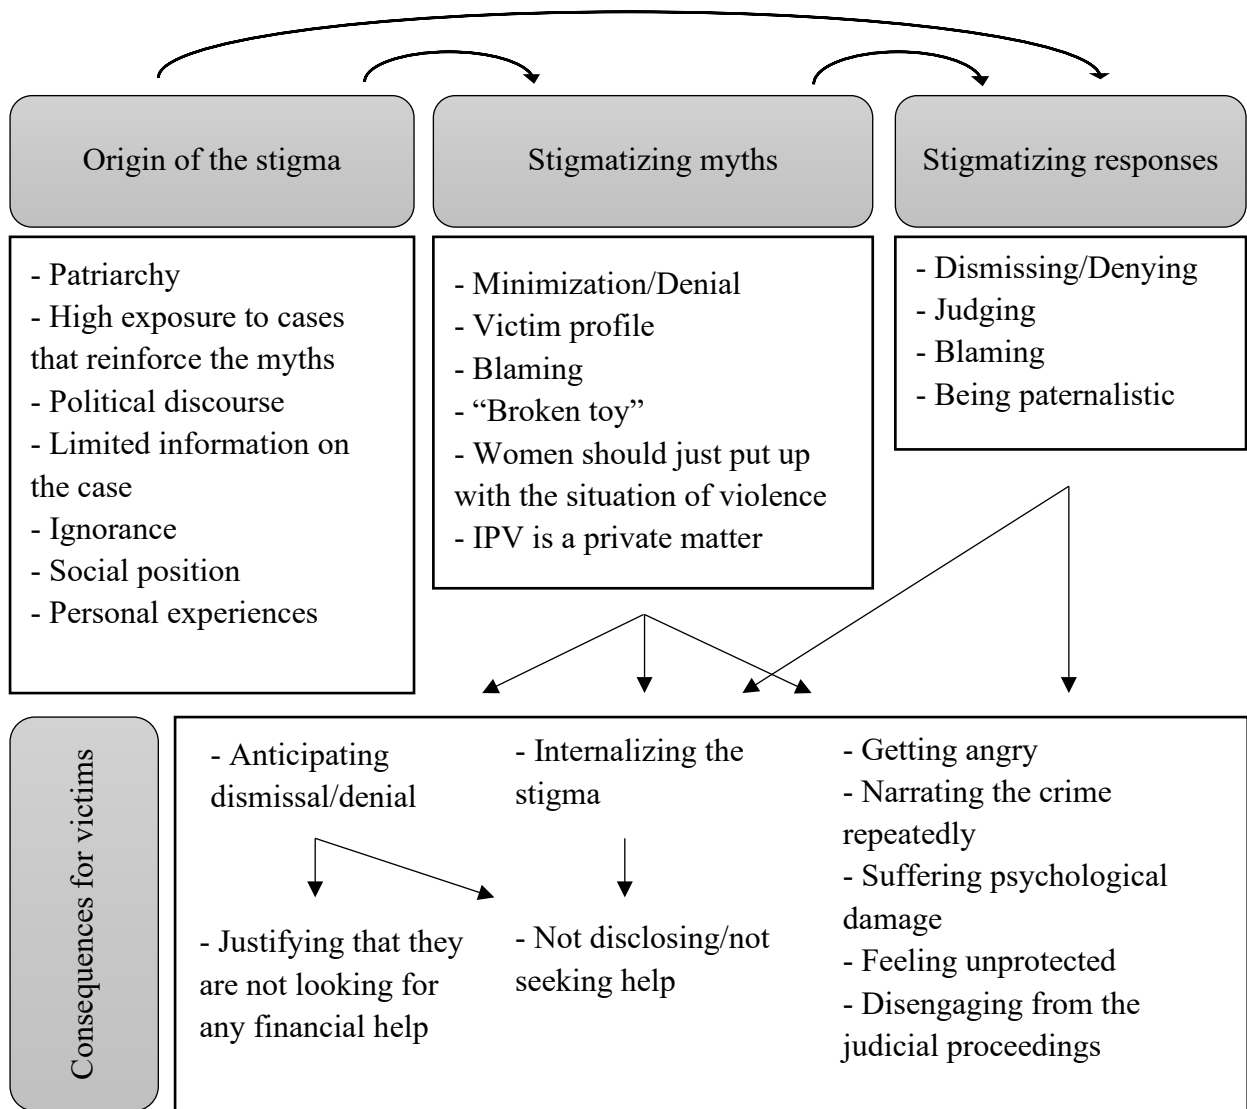 Origin of the stigma
Stigmatizing myths
Stigmatizing responses
- Patriarchy
- High exposure to cases
that reinforce the myths
- Political discourse
- Limited information on
the case
- Ignorance
- Social position
- Personal experiences
- Minimization/Denial
- Victim profile
- Blaming
- “Broken toy”
- Women should just put up
with the situation of violence
- IPV is a private matter
- Dismissing/Denying
- Judging
- Blaming
- Being paternalistic
Consequences for victims
- Anticipating
dismissal/denial
- Justifying that they
are not looking for
any financial help
- Internalizing the
stigma
- Not disclosing/not
seeking help
- Getting angry
- Narrating the crime
repeatedly
- Suffering psychological
damage
- Feeling unprotected
- Disengaging from the
judicial proceedings